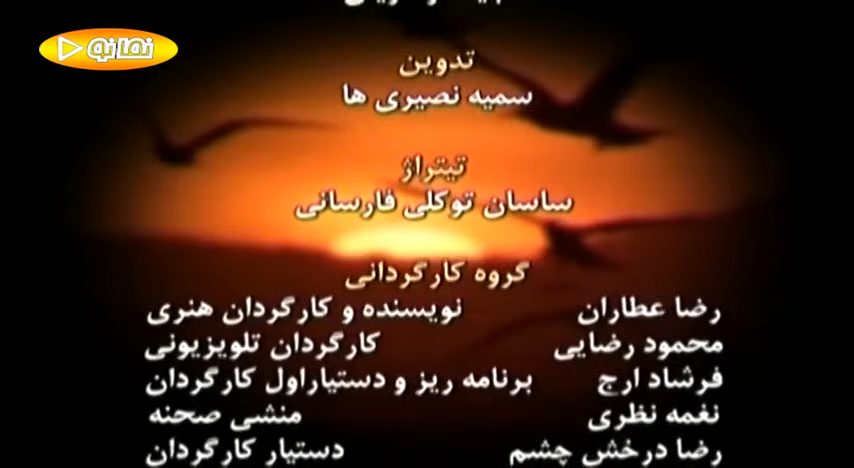 نمانه
تدوین
سمیه نصیری ها
تیتراژ
ساسان توکلی فارسانی
گروه کارگردانی
رضا عطاران نویسنده و کارگردان هنری
محمود رضایی کارگردان تلویزیونی
فرشاد ارج برنامه ریز و دستیاراول کارگردان
نغمه نظری منشی صحنه
رضا درخش چشم دستیار کارگردان